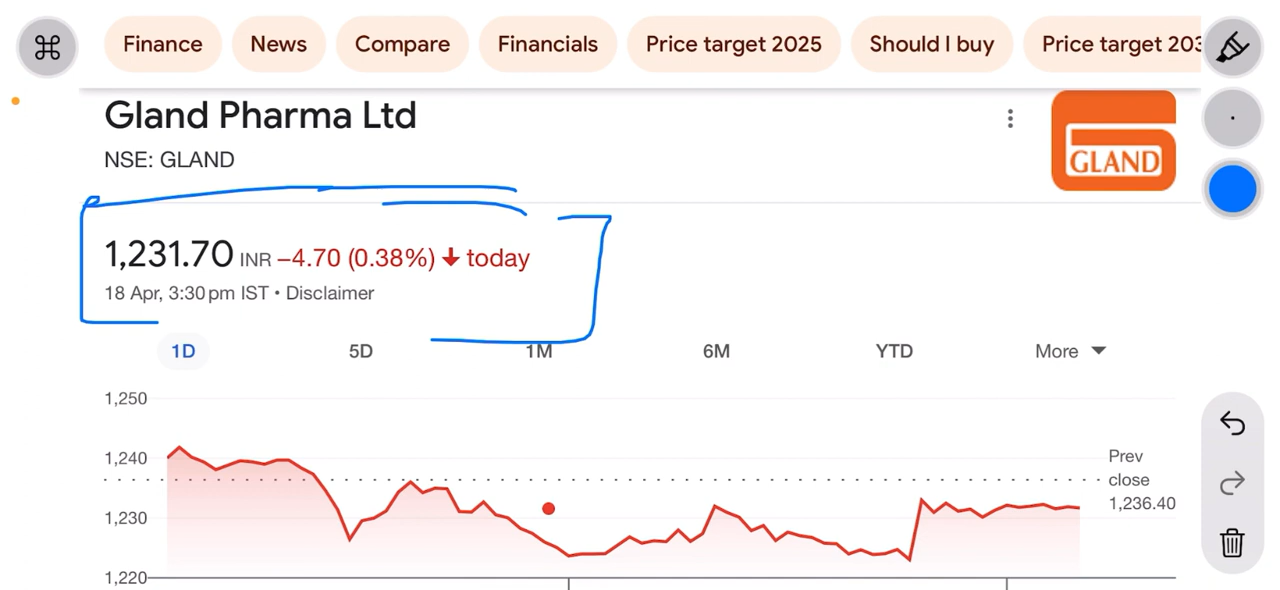 Finance News Compare Financials Price target 2025 Should I buy Price target 203
Gland Pharma Ltd
NSE: GLAND
GLAND
1,231.70 INR −4.70 (0.38%) ↓ today
18 Apr, 3:30 pm IST • Disclaimer
1D 5D 1M 6M YTD More
1,250
1,240
1,230
1,220
Prev
close
1,236.40